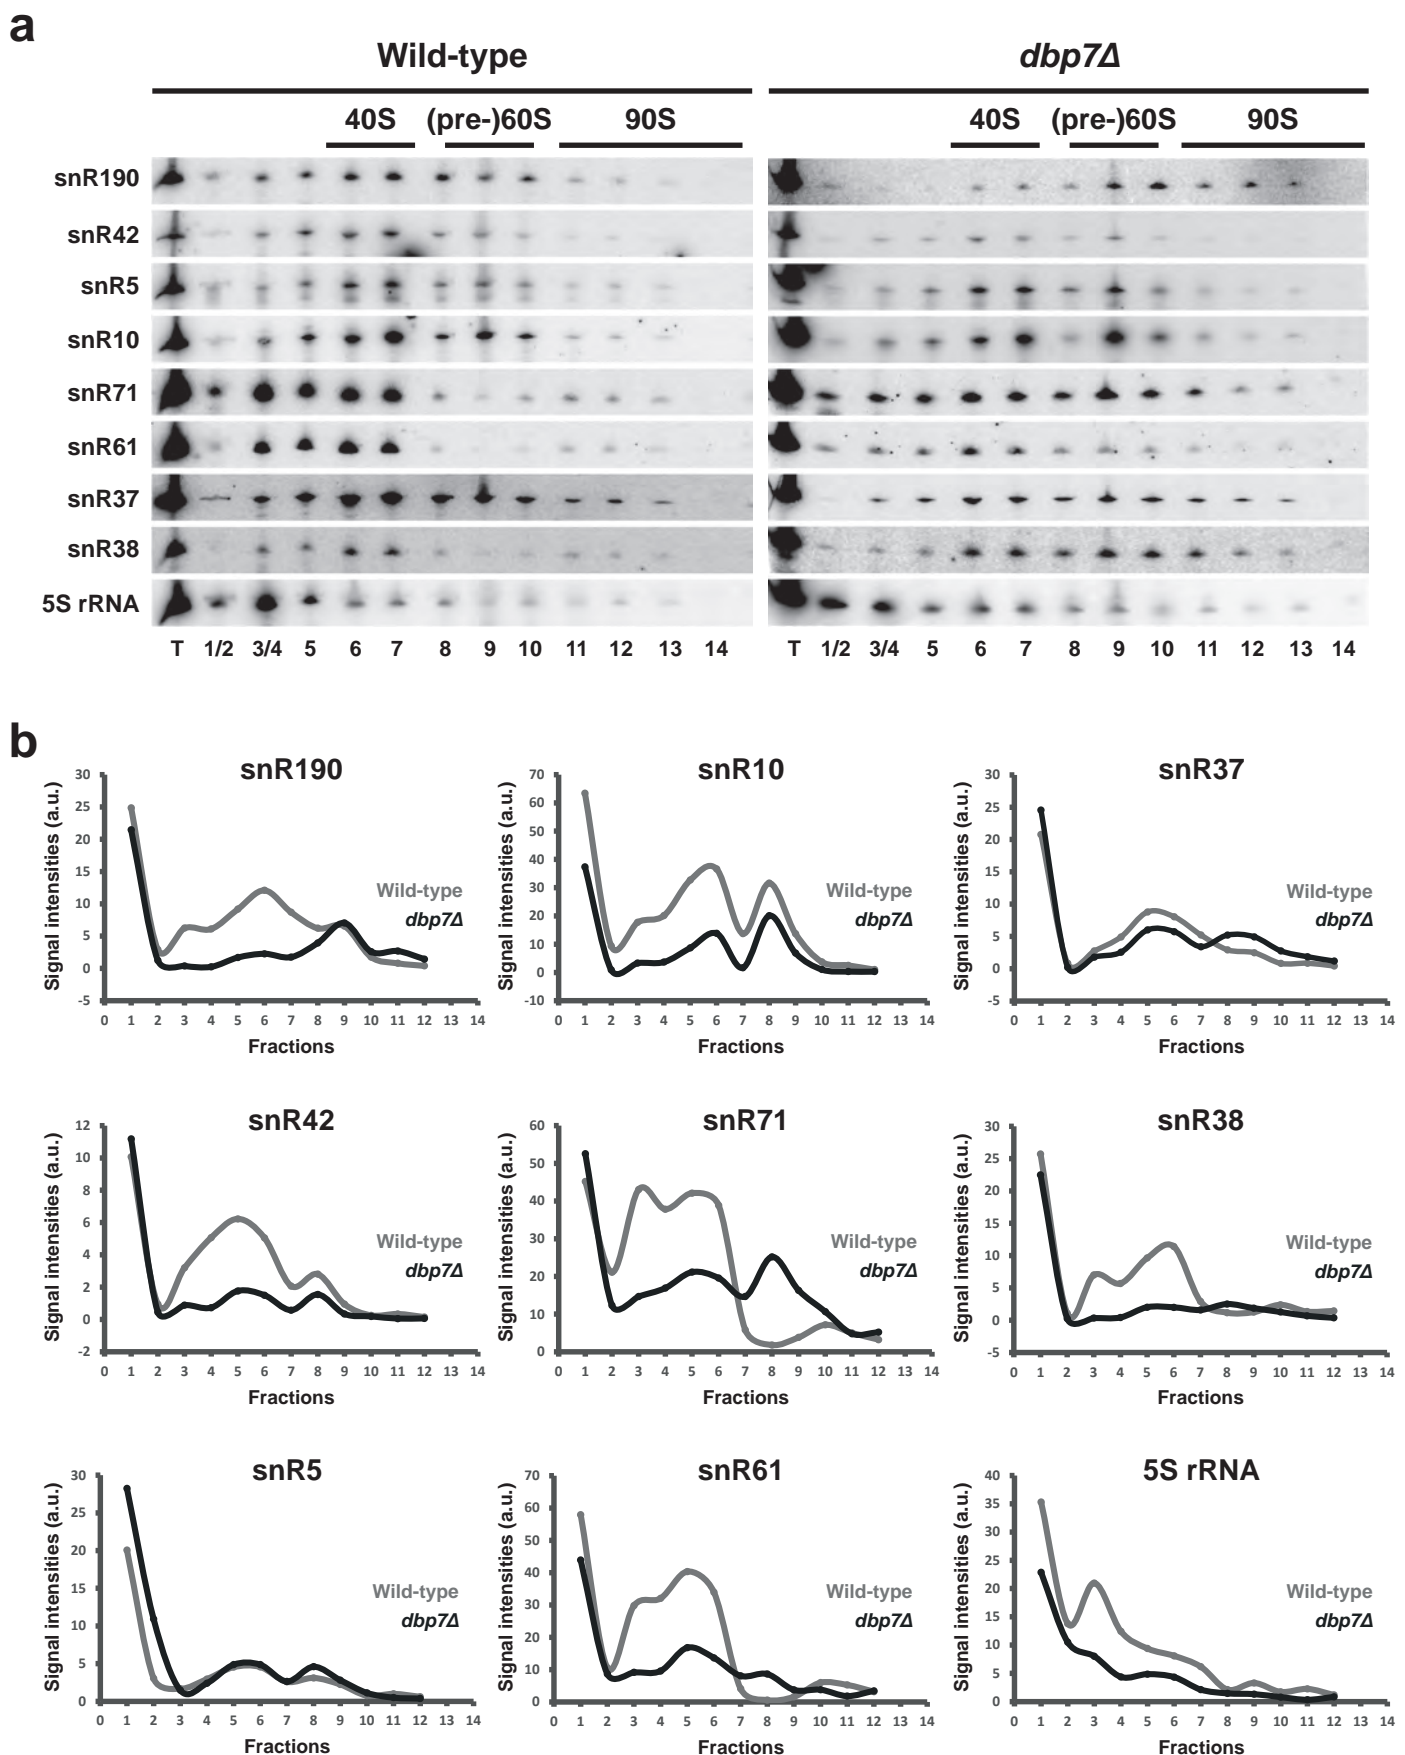 a
Wild-type dbp7Δ
40S (pre-)60S 90S 40S (pre-)60S 90S
snR190
snR42
snR5
snR10
snR71
snR61
snR37
snR38
5S rRNA
T 1/2 3/4 5 6 7 8 9 10 11 12 13 14 T 1/2 3/4 5 6 7 8 9 10 11 12 13 14
b
snR190
Signal intensities (a.u.)
30
25
20
15
10
5
0
-5
Wild-type
dbp7Δ
0 1 2 3 4 5 6 7 8 9 10 11 12 13 14
Fractions
snR10
Signal intensities (a.u.)
70
60
50
40
30
20
10
0
-10
Wild-type
dbp7Δ
0 1 2 3 4 5 6 7 8 9 10 11 12 13 14
Fractions
snR37
Signal intensities (a.u.)
30
25
20
15
10
5
0
-5
Wild-type
dbp7Δ
0 1 2 3 4 5 6 7 8 9 10 11 12 13 14
Fractions
snR42
Signal intensities (a.u.)
12
10
8
6
4
2
0
-2
Wild-type
dbp7Δ
0 1 2 3 4 5 6 7 8 9 10 11 12 13 14
Fractions
snR71
Signal intensities (a.u.)
60
50
40
30
20
10
0
Wild-type
dbp7Δ
0 1 2 3 4 5 6 7 8 9 10 11 12 13 14
Fractions
snR38
Signal intensities (a.u.)
30
25
20
15
10
5
0
-5
Wild-type
dbp7Δ
0 1 2 3 4 5 6 7 8 9 10 11 12 13 14
Fractions
snR5
Signal intensities (a.u.)
30
25
20
15
10
5
0
Wild-type
dbp7Δ
0 1 2 3 4 5 6 7 8 9 10 11 12 13 14
Fractions
snR61
Signal intensities (a.u.)
70
60
50
40
30
20
10
0
Wild-type
dbp7Δ
0 1 2 3 4 5 6 7 8 9 10 11 12 13 14
Fractions
5S rRNA
Signal intensities (a.u.)
40
35
30
25
20
15
10
5
0
Wild-type
dbp7Δ
0 1 2 3 4 5 6 7 8 9 10 11 12 13 14
Fractions